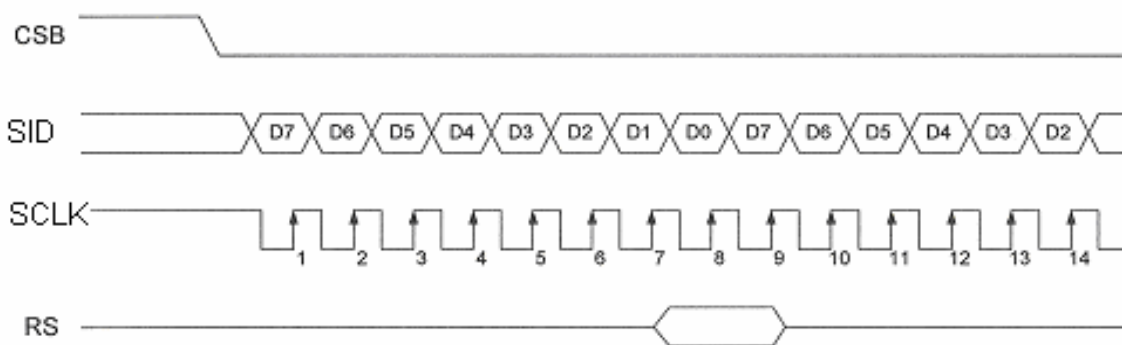 CSB
SID D7 D6 D5 D4 D3 D2 D1 D0 D7 D6 D5 D4 D3 D2
SCLK
1 2 3 4 5 6 7 8 9 10 11 12 13 14
RS